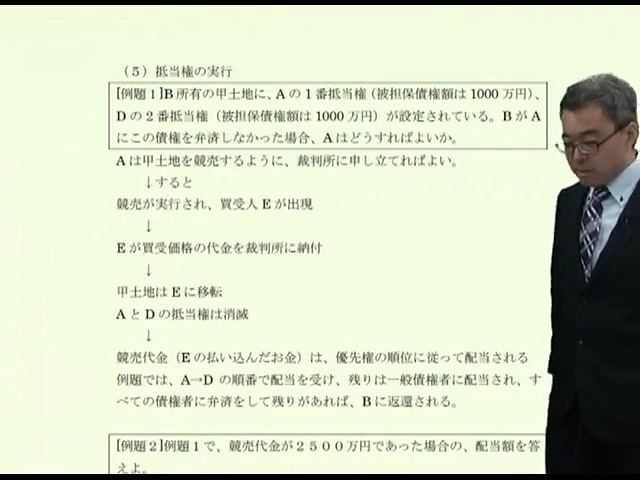 (5)抵当権の実行
[例題1]B所有の甲土地に、Aの1番抵当権(被担保債権額は1000万円)、
Dの2番抵当権(被担保債権額は1000万円)が設定されている。BがA
にこの債権を弁済しなかった場合、Aはどうすればよいか。
Aは甲土地を競売するように、裁判所に申し立てればよい。
↓すると
競売が実行され、買受人Eが出現
↓
Eが買受価格の代金を裁判所に納付
↓
甲土地はEに移転
AとDの抵当権は消滅
↓
競売代金(Eの払い込んだお金)は、優先権の順位に従って配当される
例題では、A→Dの順番で配当を受け、残りは一般債権者に配当され、す
べての債権者に弁済をして残りがあれば、Bに返還される。
[例題2]例題1で、競売代金が2500万円であった場合の、配当額を答
えよ。